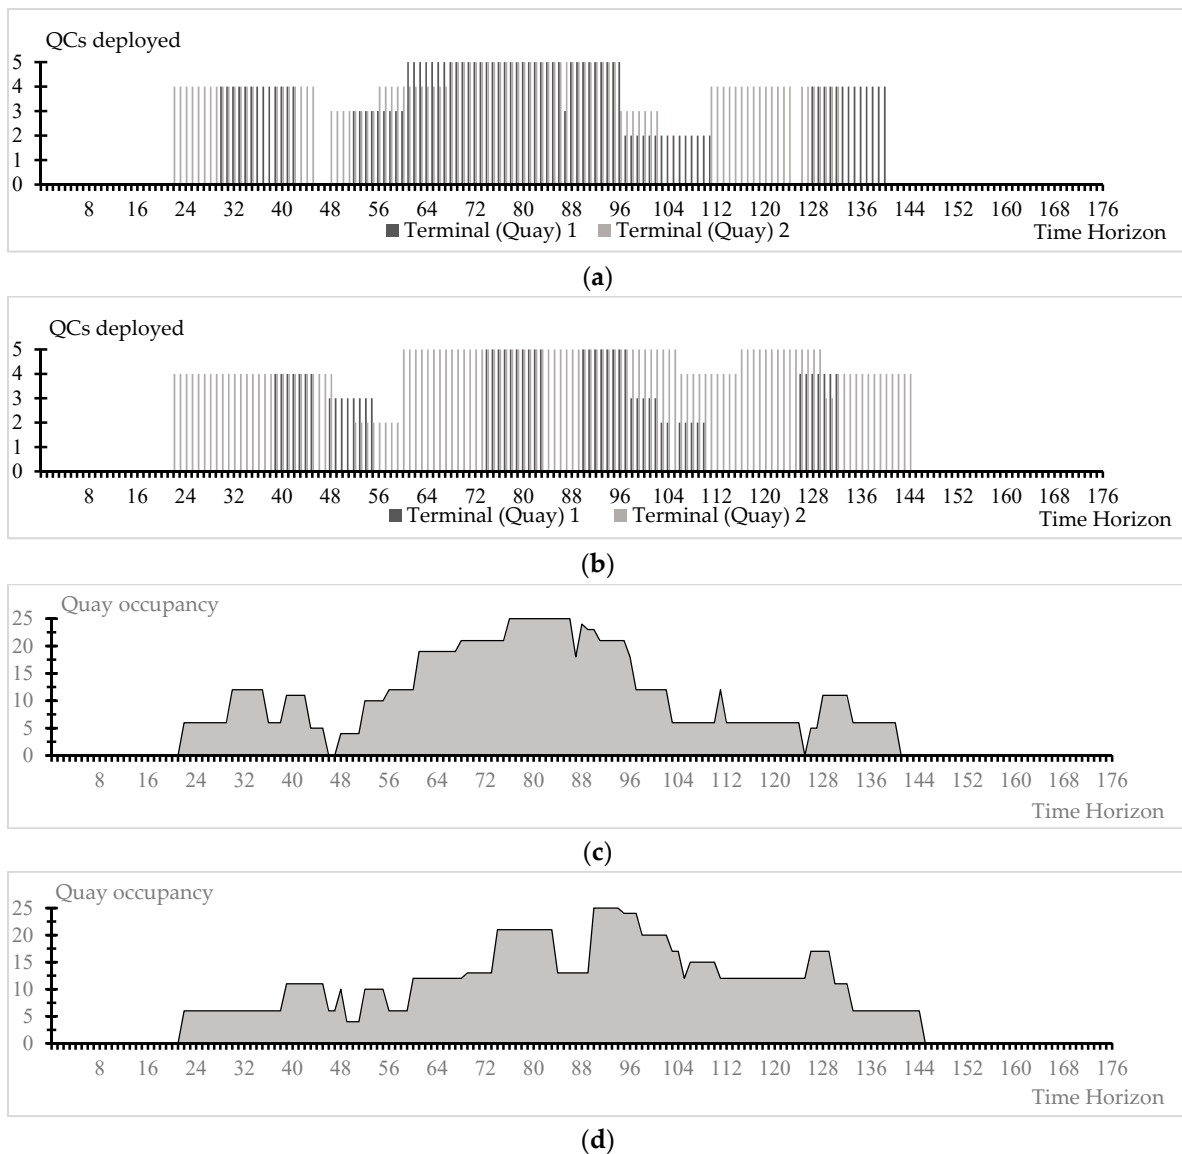 QCs deployed
5
4
3
2
1
0
8 16 24 32 40 48 56 64 72 80 88 96 104 112 120 128 136 144 152 160 168 176
Terminal (Quay) 1 Terminal (Quay) 2 Time Horizon
(a)
QCs deployed
5
4
3
2
1
0
8 16 24 32 40 48 56 64 72 80 88 96 104 112 120 128 136 144 152 160 168 176
Terminal (Quay) 1 Terminal (Quay) 2 Time Horizon
(b)
Quay occupancy
25
20
15
10
5
0
8 16 24 32 40 48 56 64 72 80 88 96 104 112 120 128 136 144 152 160 168 176
Time Horizon
(c)
Quay occupancy
25
20
15
10
5
0
8 16 24 32 40 48 56 64 72 80 88 96 104 112 120 128 136 144 152 160 168 176
Time Horizon
(d)